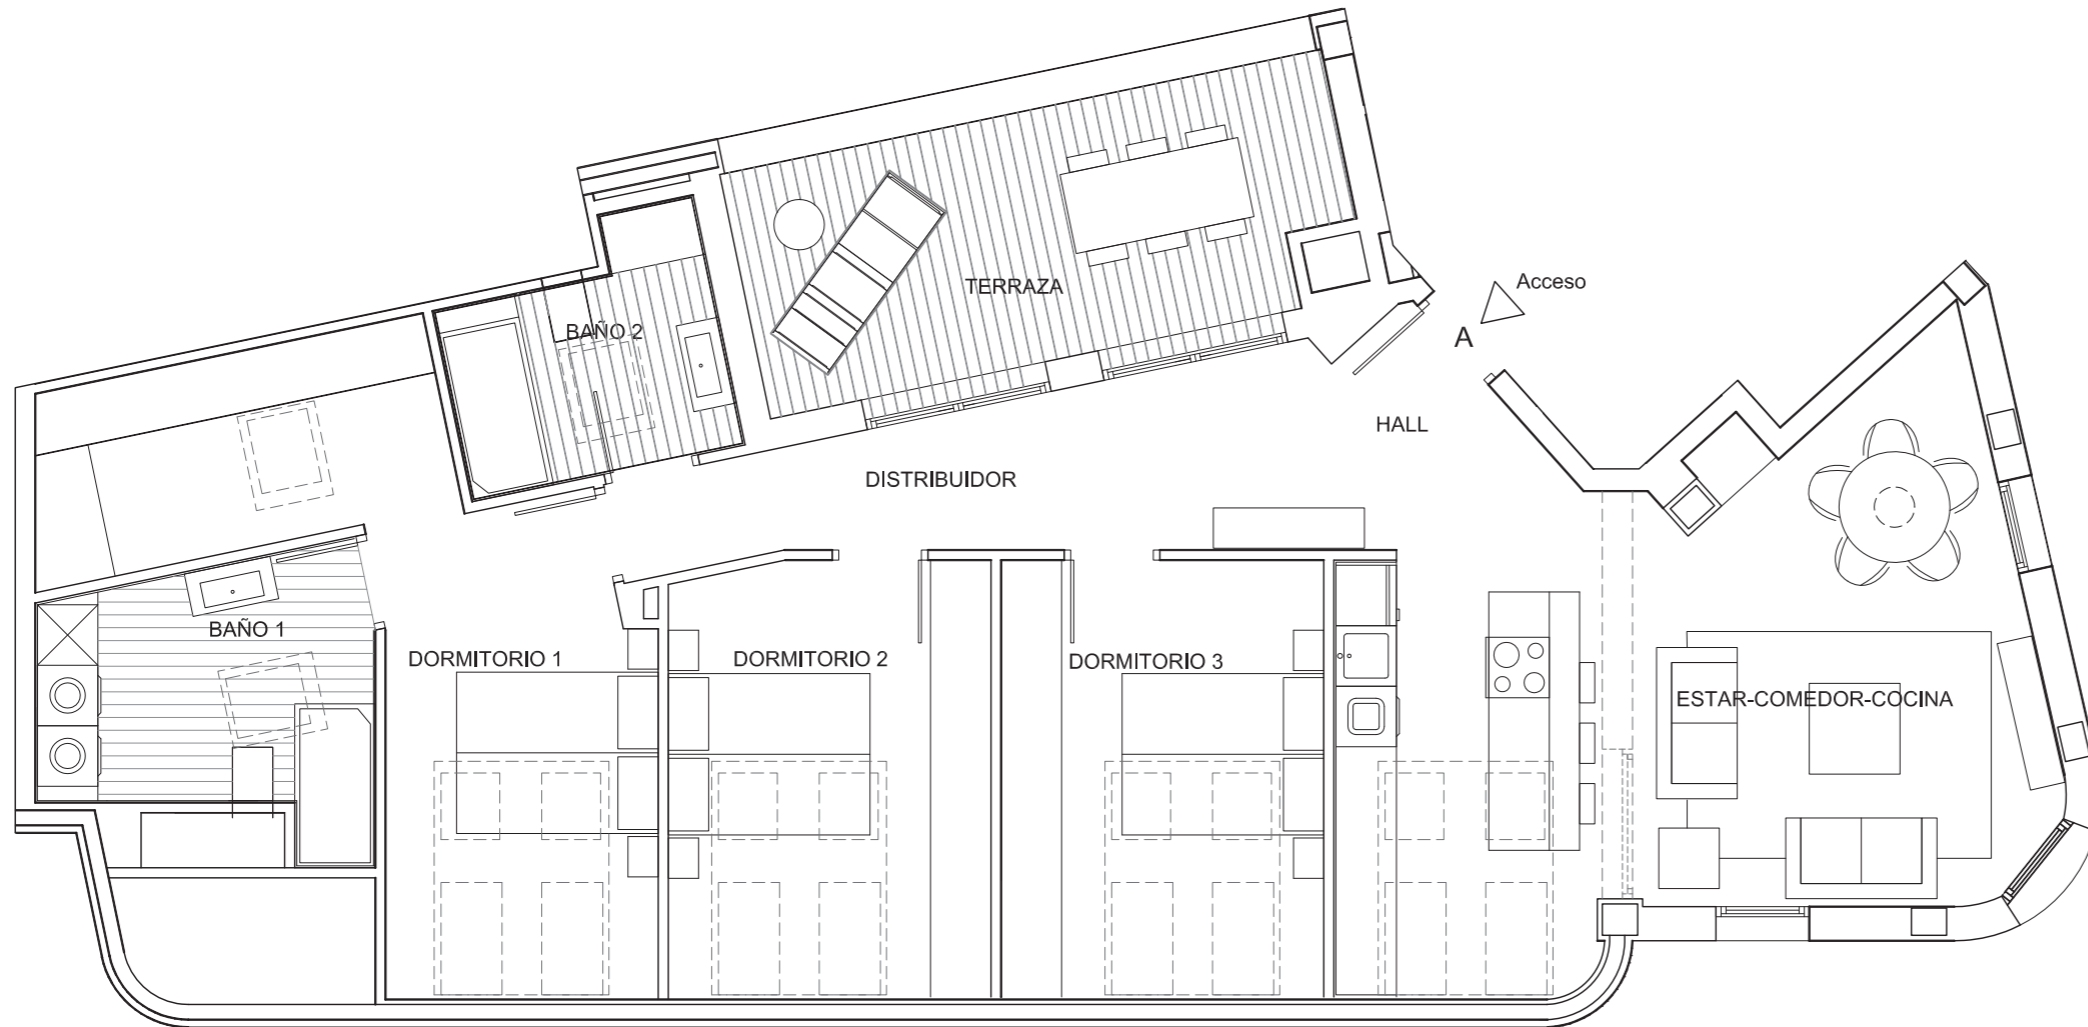 Acceso
TERRAZA
BAÑO 2
A
HALL
DISTRIBUIDOR
BAÑO 1
DORMITORIO 1
DORMITORIO 2
DORMITORIO 3
ESTAR-COMEDOR-COCINA